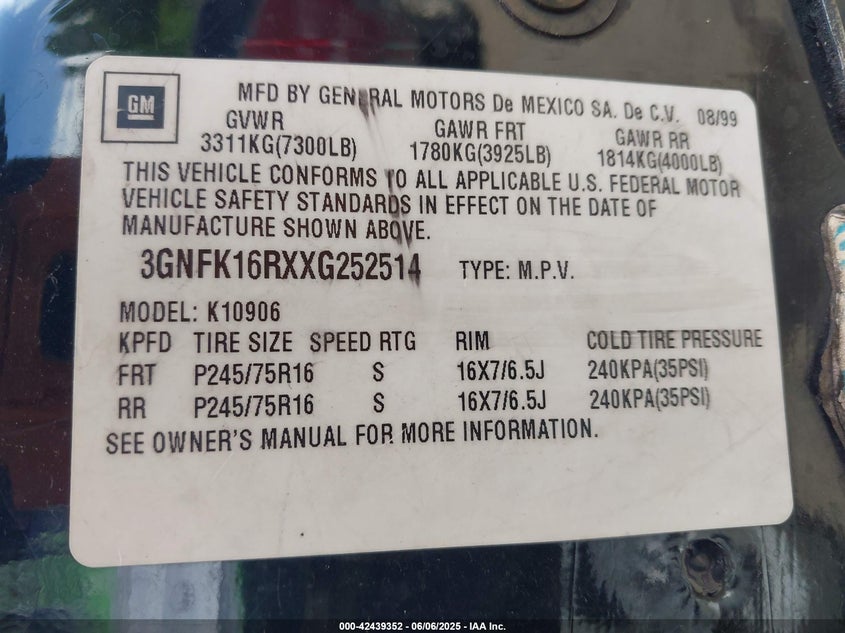 GM
MFD BY GENERAL MOTORS De MEXICO SA. De C.V. 08/99
GVWR GAWR FRT GAWR RR
3311KG(7300LB) 1780KG(3925LB) 1814KG(4000LB)
THIS VEHICLE CONFORMS TO ALL APPLICABLE U.S. FEDERAL MOTOR
VEHICLE SAFETY STANDARDS IN EFFECT ON THE DATE OF
MANUFACTURE SHOWN ABOVE.
3GNFK16RXXG252514 TYPE: M.P.V.
MODEL: K10906
KPFD TIRE SIZE SPEED RTG RIM COLD TIRE PRESSURE
FRT P245/75R16 S 16X7/6.5J 240KPA(35PSI)
RR P245/75R16 S 16X7/6.5J 240KPA(35PSI)
SEE OWNER'S MANUAL FOR MORE INFORMATION.
000-42439352 - 06/06/2025 - IAA Inc.